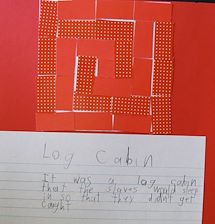 Log Cabin
It was a log cabin
that the slaves would sleep
in so that they didn't get
caught